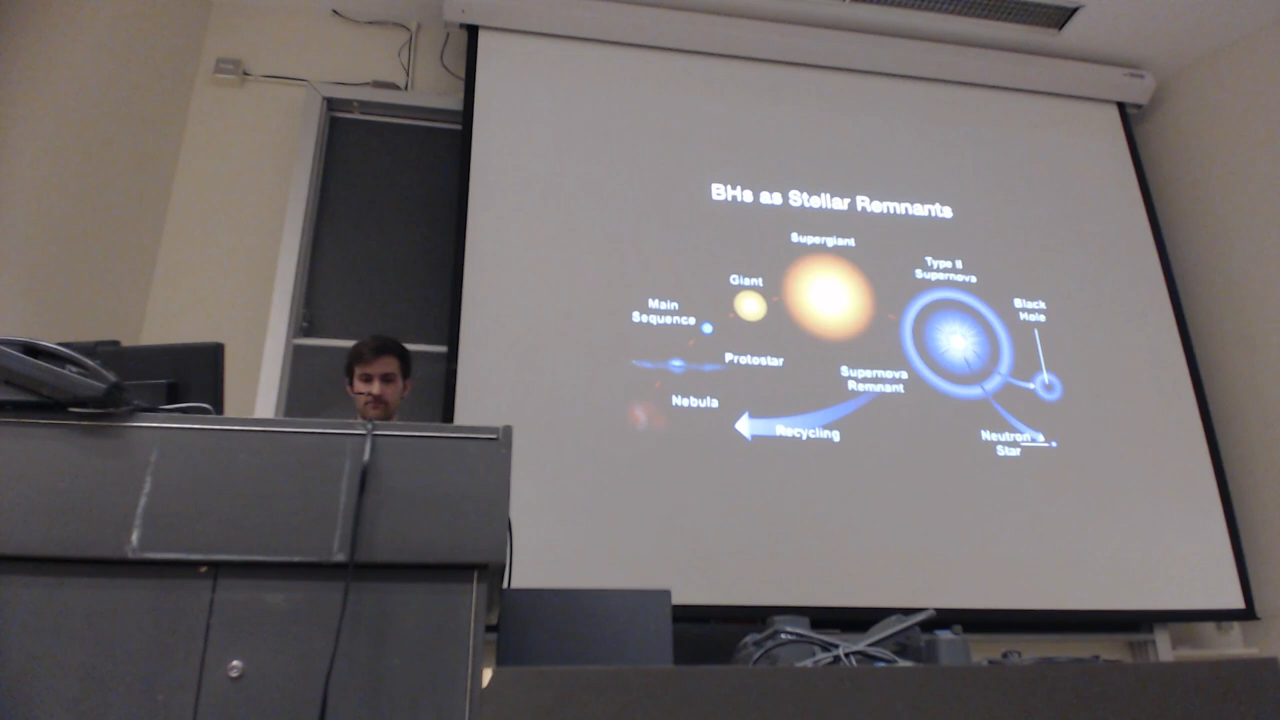 BHs as Stellar Remnants
Supergiant
Type II
Supernova
Giant
Black
Hole
Main
Sequence
Protostar
Supernova
Remnant
Nebula
Recycling
Neutron
Star